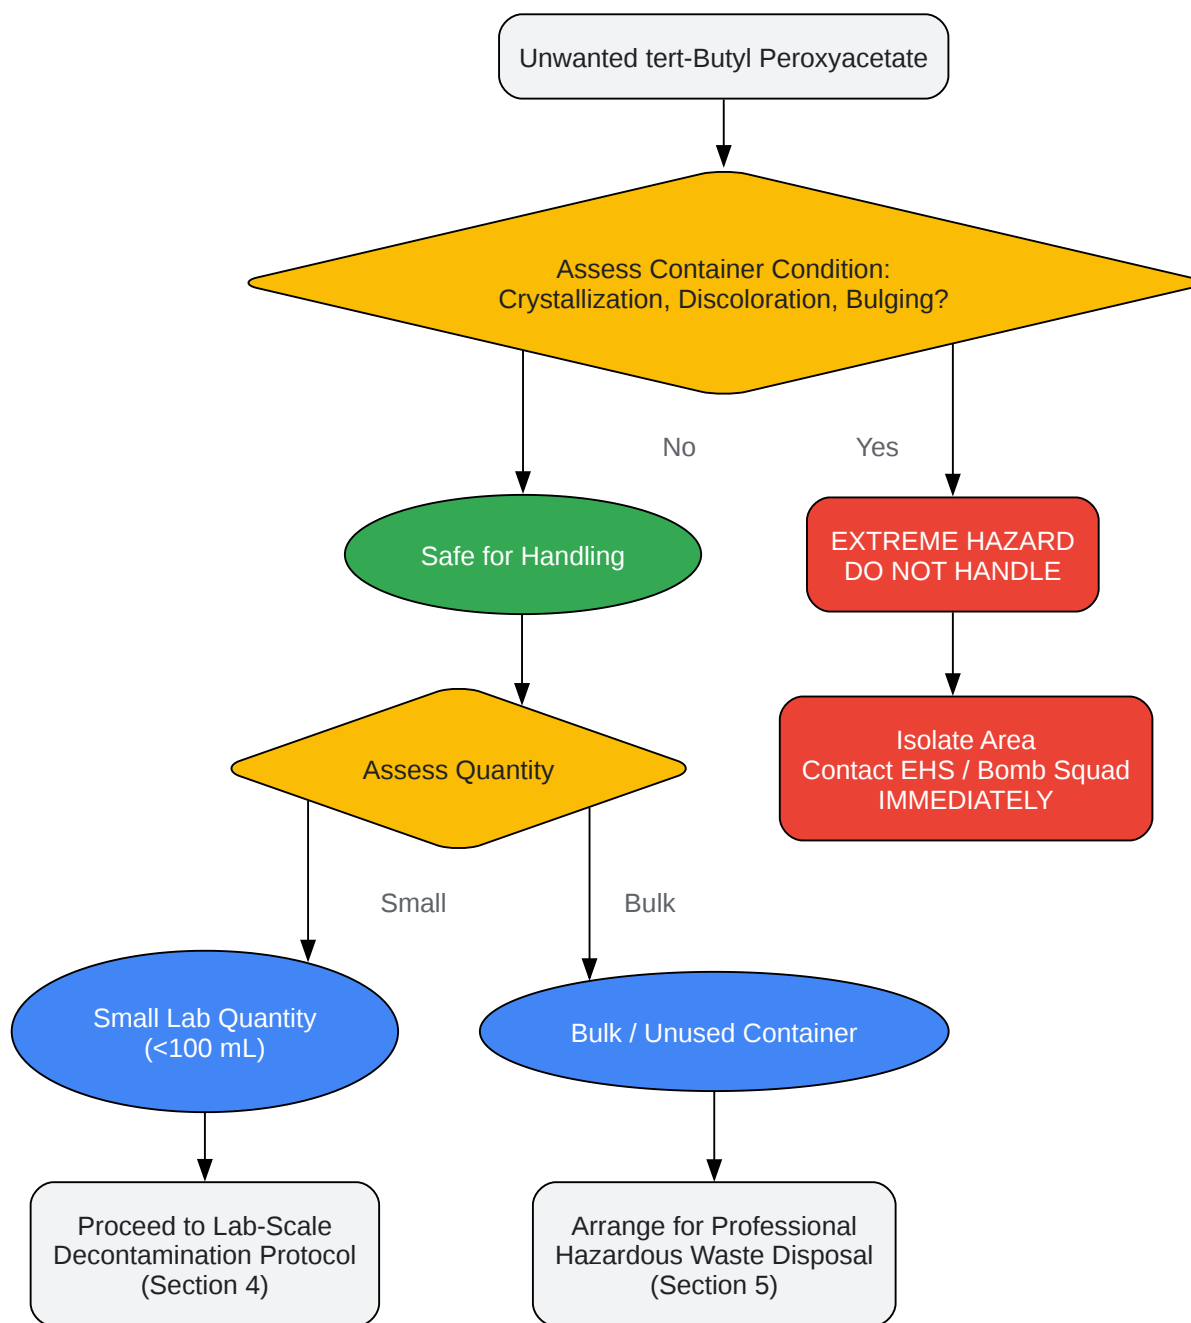 Unwanted tert-Butyl Peroxyacetate
Assess Container Condition:
Crystallization, Discoloration, Bulging?
No
Yes
Safe for Handling
EXTREME HAZARD
DO NOT HANDLE
Isolate Area
Contact EHS / Bomb Squad
IMMEDIATELY
Assess Quantity
Small
Bulk
Small Lab Quantity
(<100 mL)
Bulk / Unused Container
Proceed to Lab-Scale
Decontamination Protocol
(Section 4)
Arrange for Professional
Hazardous Waste Disposal
(Section 5)